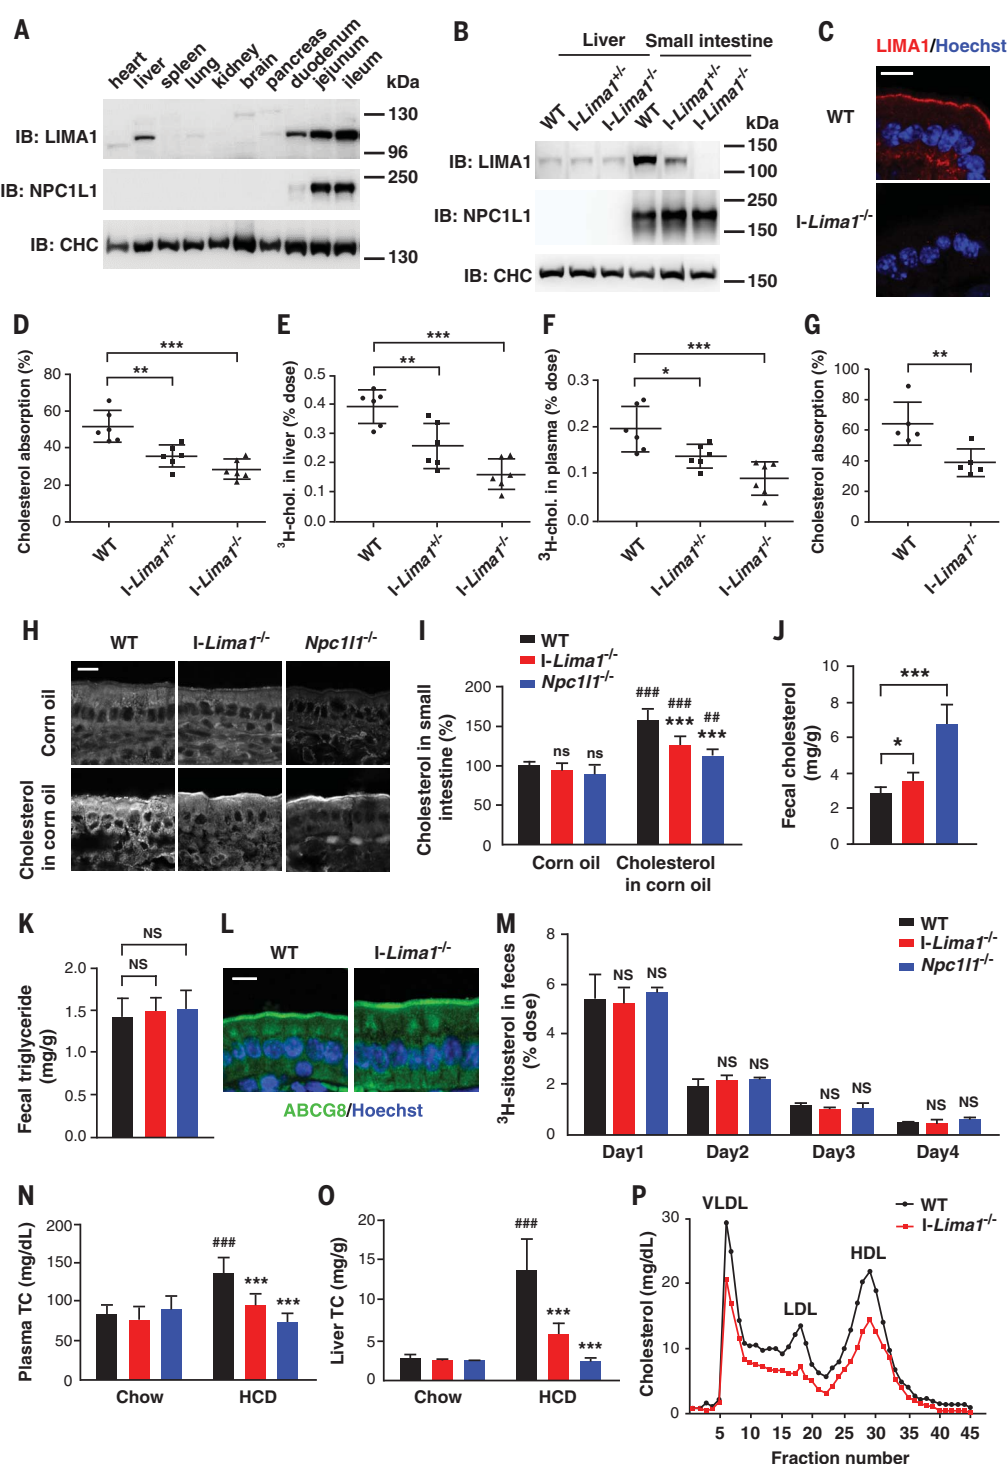 A
heart
liver
spleen
lung
kidney
brain
pancreas
duodenum
jejunum
ileum
kDa
IB: LIMA1
130
96
IB: NPC1L1
250
IB: CHC
130
B
Liver
Small intestine
WT
I-Lima1+/-
I-Lima1-/-
WT
I-Lima1+/-
I-Lima1-/-
kDa
IB: LIMA1
150
100
IB: NPC1L1
250
150
IB: CHC
150
C
LIMA1/Hoechst
WT
I-Lima1-/-
D
Cholesterol absorption (%)
80
60
40
20
0
***
**
WT
I-Lima1+/-
I-Lima1-/-
E
3H-chol. in liver (% dose)
0.5
0.4
0.3
0.2
0.1
0.0
***
**
WT
I-Lima1+/-
I-Lima1-/-
F
3H-chol. in plasma (% dose)
0.3
0.2
0.1
0.0
***
*
WT
I-Lima1+/-
I-Lima1-/-
G
Cholesterol absorption (%)
100
80
60
40
20
0
**
WT
I-Lima1-/-
H
WT
I-Lima1-/-
Npc1l1-/-
Corn oil
Cholesterol
in corn oil
I
WT
I-Lima1-/-
Npc1l1-/-
Cholesterol in small
intestine (%)
200
150
100
50
0
ns
ns
###
###
***
##
***
Corn oil
Cholesterol
in corn oil
J
Fecal cholesterol
(mg/g)
10
8
6
4
2
0
***
*
K
Fecal triglyceride
(mg/g)
2.0
1.5
1.0
0.5
0.0
NS
NS
L
WT
I-Lima1-/-
ABCG8/Hoechst
M
WT
I-Lima1-/-
Npc1l1-/-
3H-sitosterol in feces
(% dose)
8
6
4
2
0
NS
NS
NS
NS
NS
NS
NS
NS
Day1
Day2
Day3
Day4
N
Plasma TC (mg/dL)
200
150
100
50
0
###
***
***
Chow
HCD
O
Liver TC (mg/g)
20
15
10
5
0
###
***
***
Chow
HCD
P
WT
I-Lima1-/-
Cholesterol (mg/dL)
30
20
10
0
VLDL
LDL
HDL
5
10
15
20
25
30
35
40
45
Fraction number